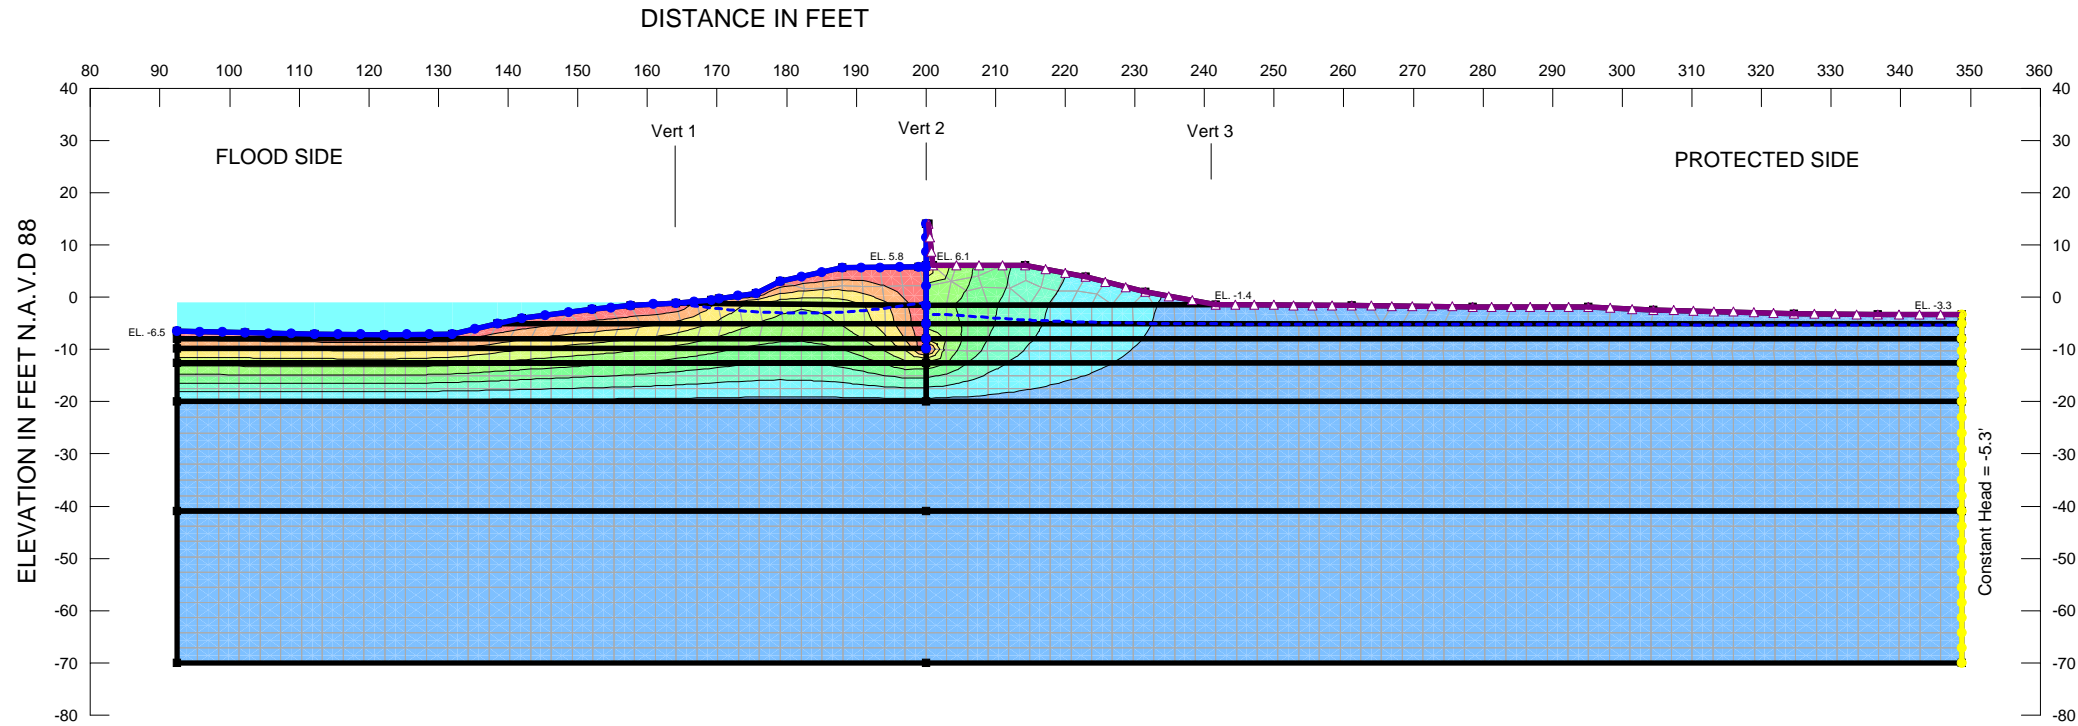 DISTANCE IN FEET
80 90 100 110 120 130 140 150 160 170 180 190 200 210 220 230 240 250 260 270 280 290 300 310 320 330 340 350 360
40 40
Vert 1 Vert 2 Vert 3
30 30
FLOOD SIDE PROTECTED SIDE
20 20
10 10
EL. 5.8 EL. 6.1
0 0
EL. -1.4 EL. -3.3
EL. -6.5
-10 -10
-20 -20
-30 -30
-40 -40
-50 -50
-60 -60
-70 -70
-80 -80
ELEVATION IN FEET N.A.V.D 88
Constant Head = -5.3'